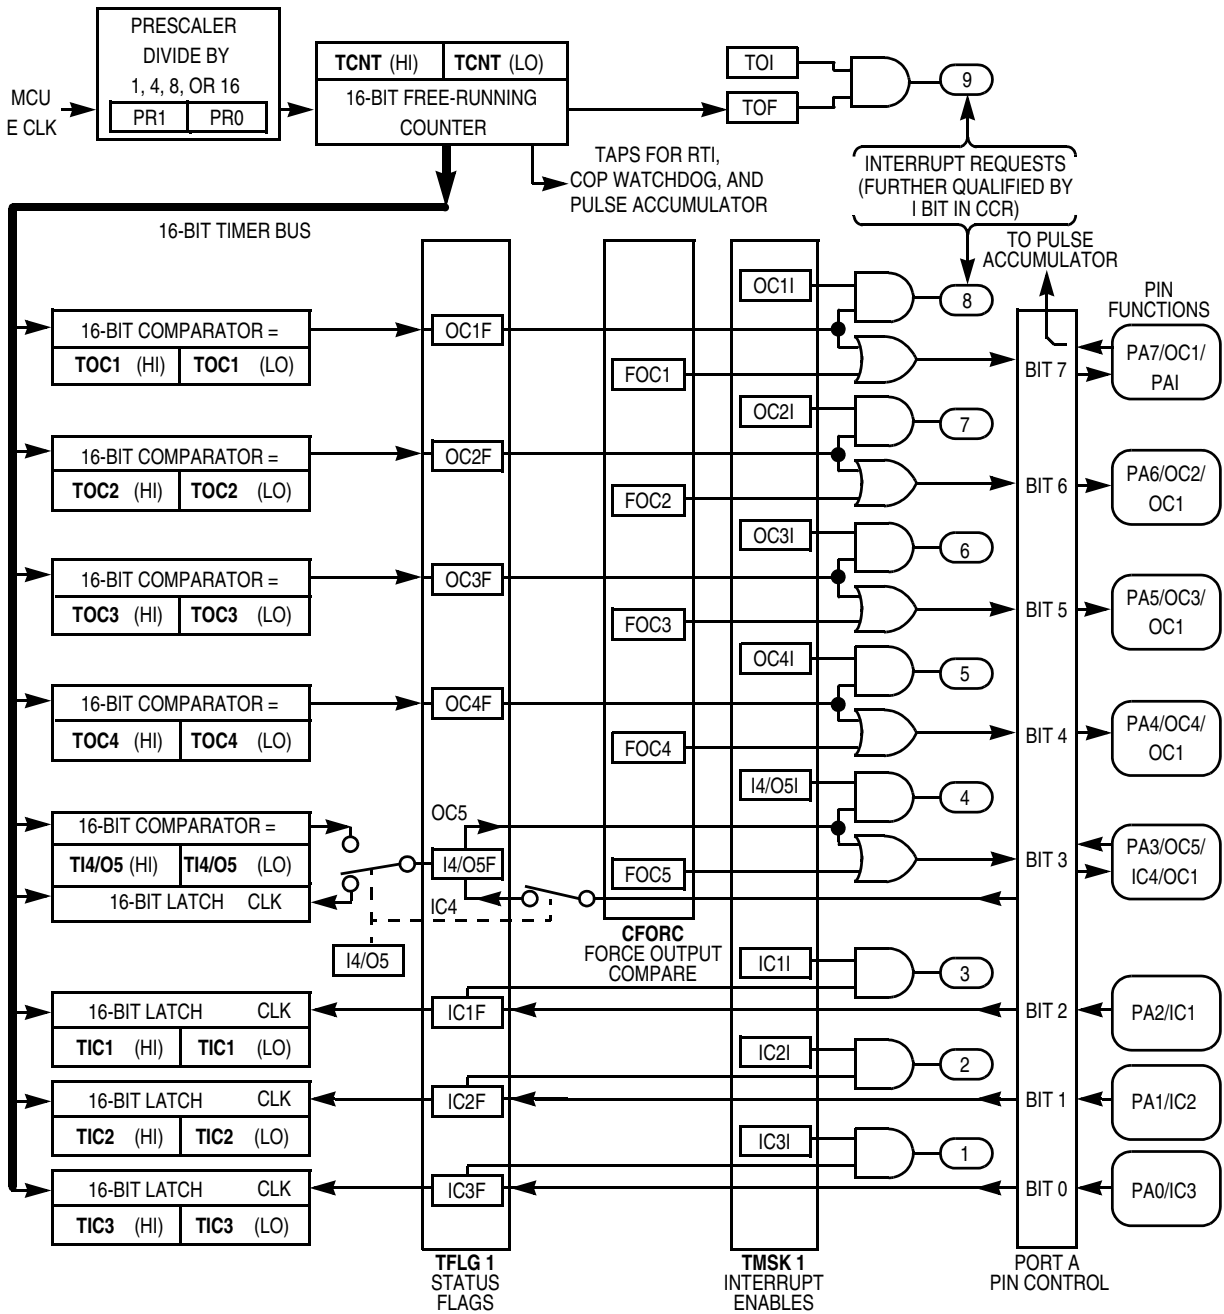 PRESCALER
DIVIDE BY
1, 4, 8, OR 16
PR1 PR0
MCU
E CLK
TCNT (HI) TCNT (LO)
16-BIT FREE-RUNNING
COUNTER
TOI
TOF
9
TAPS FOR RTI,
COP WATCHDOG, AND
PULSE ACCUMULATOR
INTERRUPT REQUESTS
(FURTHER QUALIFIED BY
I BIT IN CCR)
16-BIT TIMER BUS
TO PULSE
ACCUMULATOR
PIN
FUNCTIONS
16-BIT COMPARATOR =
TOC1 (HI) TOC1 (LO)
OC1F
FOC1
OC1I
8
BIT 7
PA7/OC1/
PAI
16-BIT COMPARATOR =
TOC2 (HI) TOC2 (LO)
OC2F
FOC2
OC2I
7
BIT 6
PA6/OC2/
OC1
16-BIT COMPARATOR =
TOC3 (HI) TOC3 (LO)
OC3F
FOC3
OC3I
6
BIT 5
PA5/OC3/
OC1
16-BIT COMPARATOR =
TOC4 (HI) TOC4 (LO)
OC4F
FOC4
OC4I
5
BIT 4
PA4/OC4/
OC1
16-BIT COMPARATOR =
TI4/O5 (HI) TI4/O5 (LO)
16-BIT LATCH CLK
OC5
I4/O5F
IC4
I4/O5
FOC5
I4/O5I
4
BIT 3
PA3/OC5/
IC4/OC1
CFORC
FORCE OUTPUT
COMPARE
16-BIT LATCH CLK
TIC1 (HI) TIC1 (LO)
IC1F
IC1I
3
BIT 2
PA2/IC1
16-BIT LATCH CLK
TIC2 (HI) TIC2 (LO)
IC2F
IC2I
2
BIT 1
PA1/IC2
16-BIT LATCH CLK
TIC3 (HI) TIC3 (LO)
IC3F
IC3I
1
BIT 0
PA0/IC3
TFLG 1
STATUS
FLAGS
TMSK 1
INTERRUPT
ENABLES
PORT A
PIN CONTROL